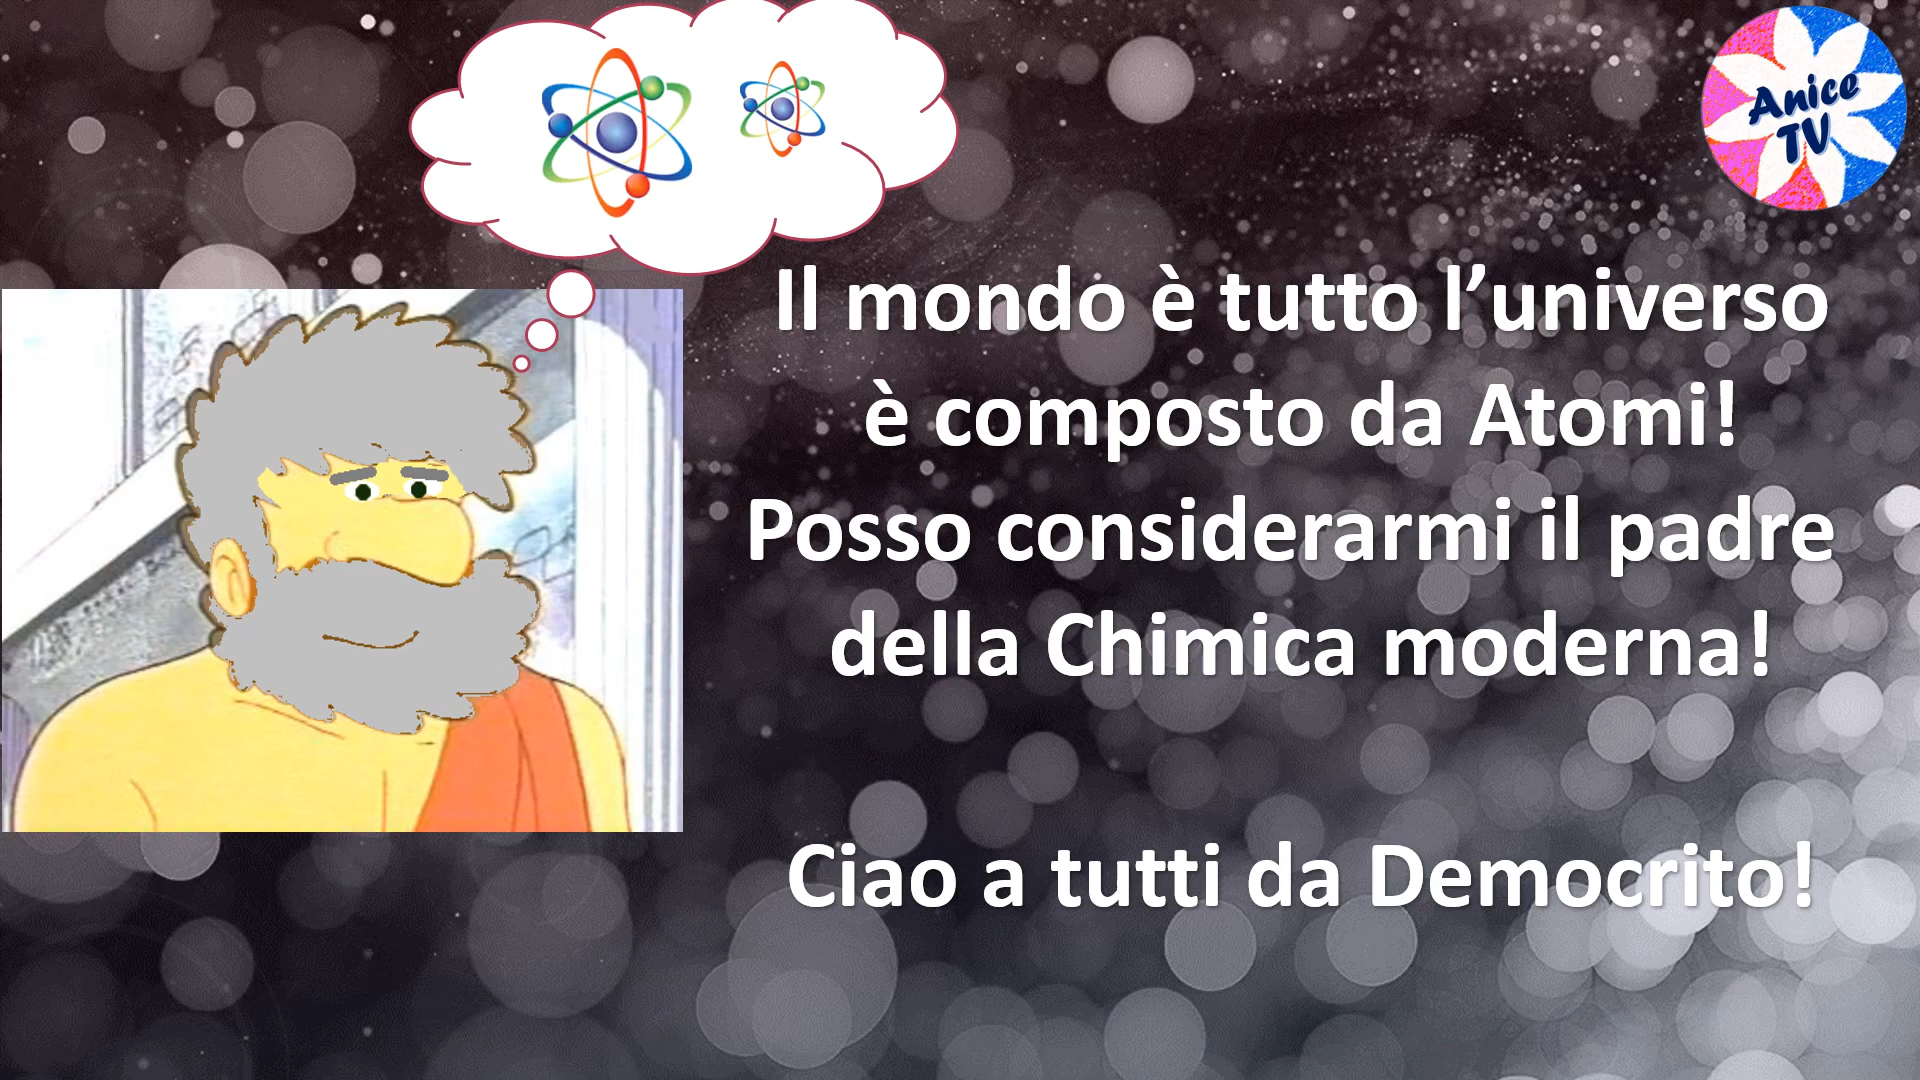 Anice
TV
Il mondo è tutto l’universo
è composto da Atomi!
Posso considerarmi il padre
della Chimica moderna!
Ciao a tutti da Democrito!